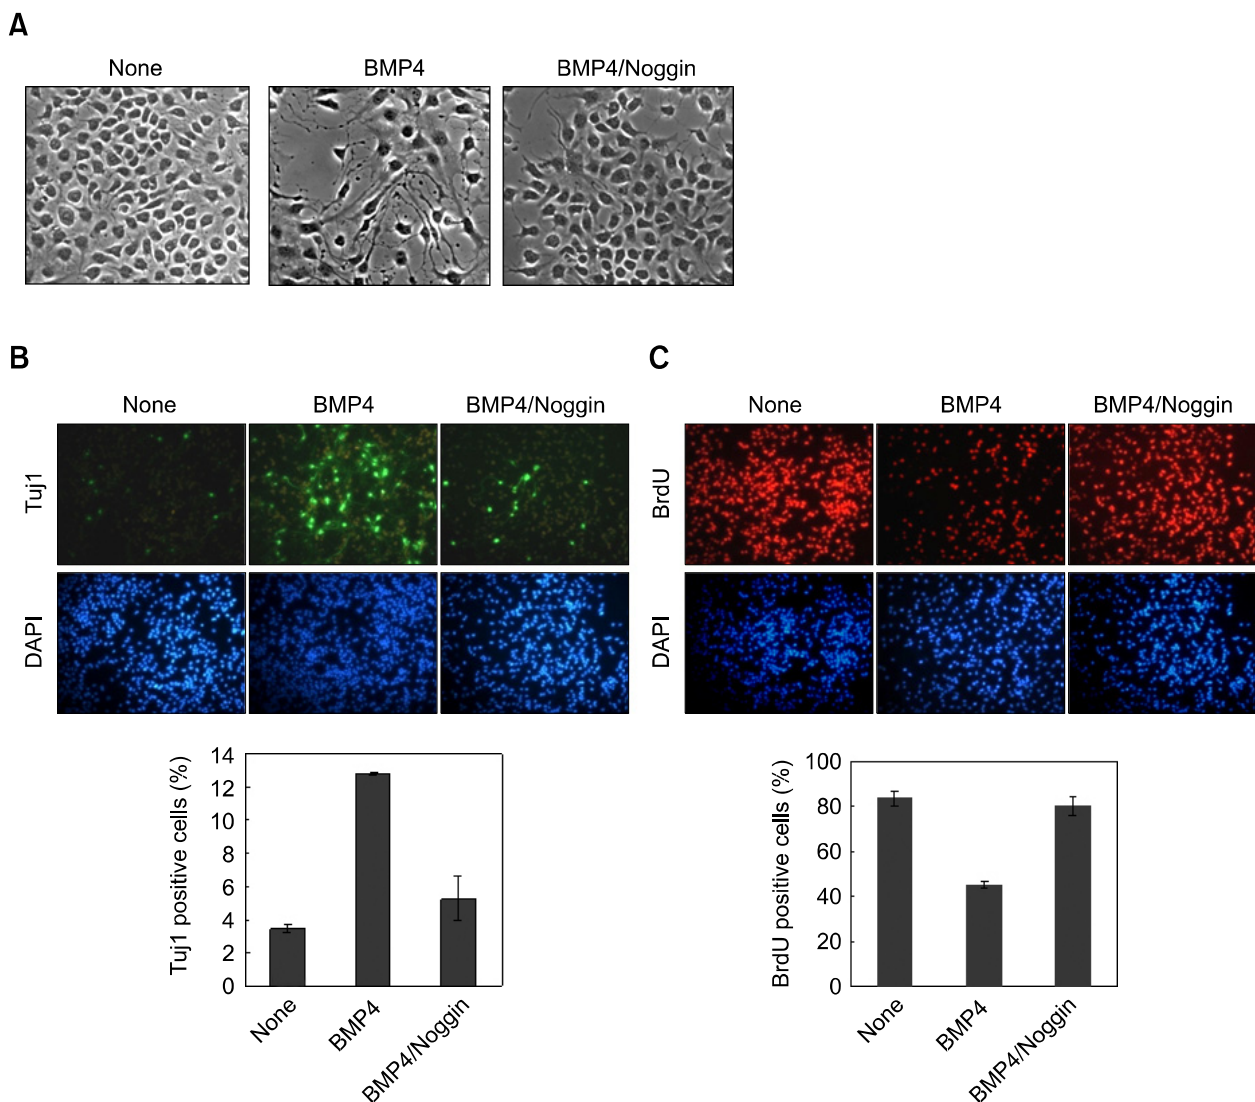 A
None BMP4 BMP4/Noggin
B
None BMP4 BMP4/Noggin
Tuj1
DAPI
Tuj1 positive cells (%)
14
12
10
8
6
4
2
0
None BMP4 BMP4/Noggin
C
None BMP4 BMP4/Noggin
BrdU
DAPI
BrdU positive cells (%)
100
80
60
40
20
0
None BMP4 BMP4/Noggin